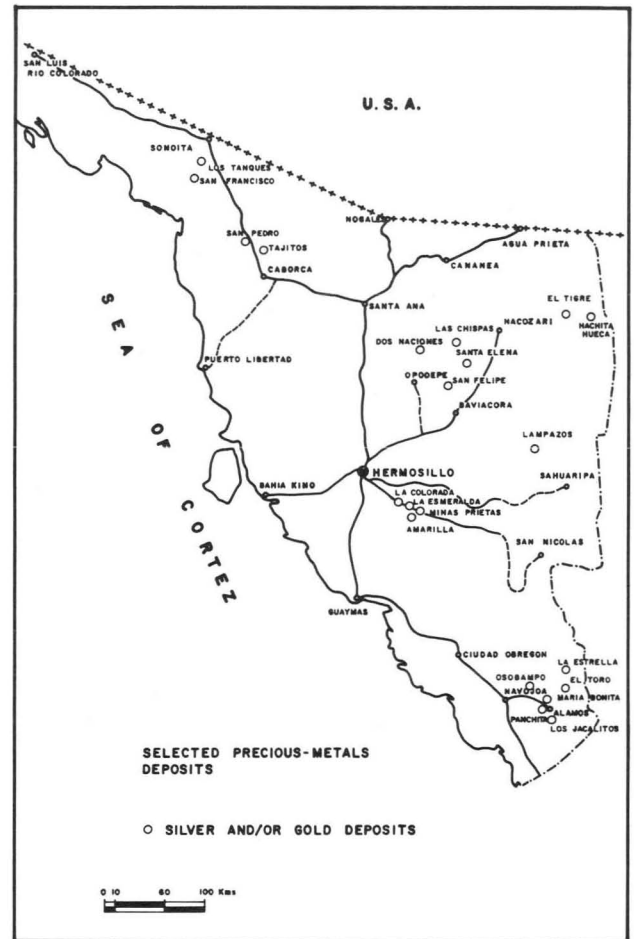 SAN LUIS
RIO COLORADO
U.S.A.
SONOITA
LOS TANQUES
SAN FRANCISCO
NOGALES
AGUA PRIETA
SAN PEDRO
TAJITOS
CANANEA
CABORCA
SANTA ANA
EL TIGRE
HACHITA
HUECA
NACOZARI
LAS CHISPAS
DOS NACIONES
SANTA ELENA
PUERTO LIBERTAD
OPODEPE
SAN FELIPE
BAVIACORA
SEA OF CORTEZ
LAMPAZOS
HERMOSILLO
SAHUARIPA
BAHIA KINO
LA COLORADA
LA ESMERALDA
MINAS PRIETAS
AMARILLA
SAN NICOLAS
GUAYMAS
CIUDAD OBREGON
LA ESTRELLA
OSOBAMPO
EL TORO
NAVOJOA
MARIA BONITA
PANCHITA
ALAMOS
LOS JACALITOS
SELECTED PRECIOUS-METALS
DEPOSITS
SILVER AND/OR GOLD DEPOSITS
0 10 60 100 Kms